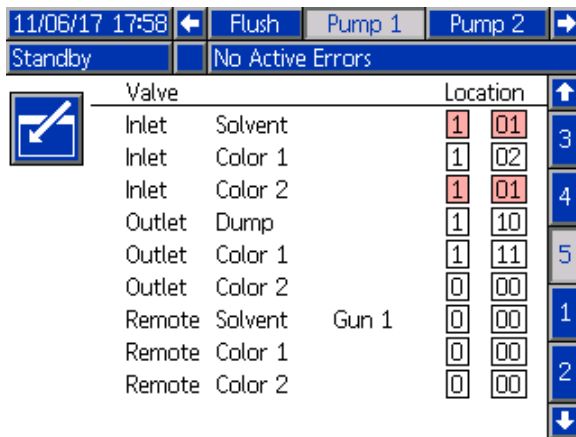 11/06/17 17:58 Flush Pump 1 Pump 2
Standby No Active Errors
Valve Location
Inlet Solvent 1 01
Inlet Color 1 1 02
Inlet Color 2 1 01
Outlet Dump 1 10
Outlet Color 1 1 11
Outlet Color 2 0 00
Remote Solvent Gun 1 0 00
Remote Color 1 0 00
Remote Color 2 0 00
3
4
5
1
2